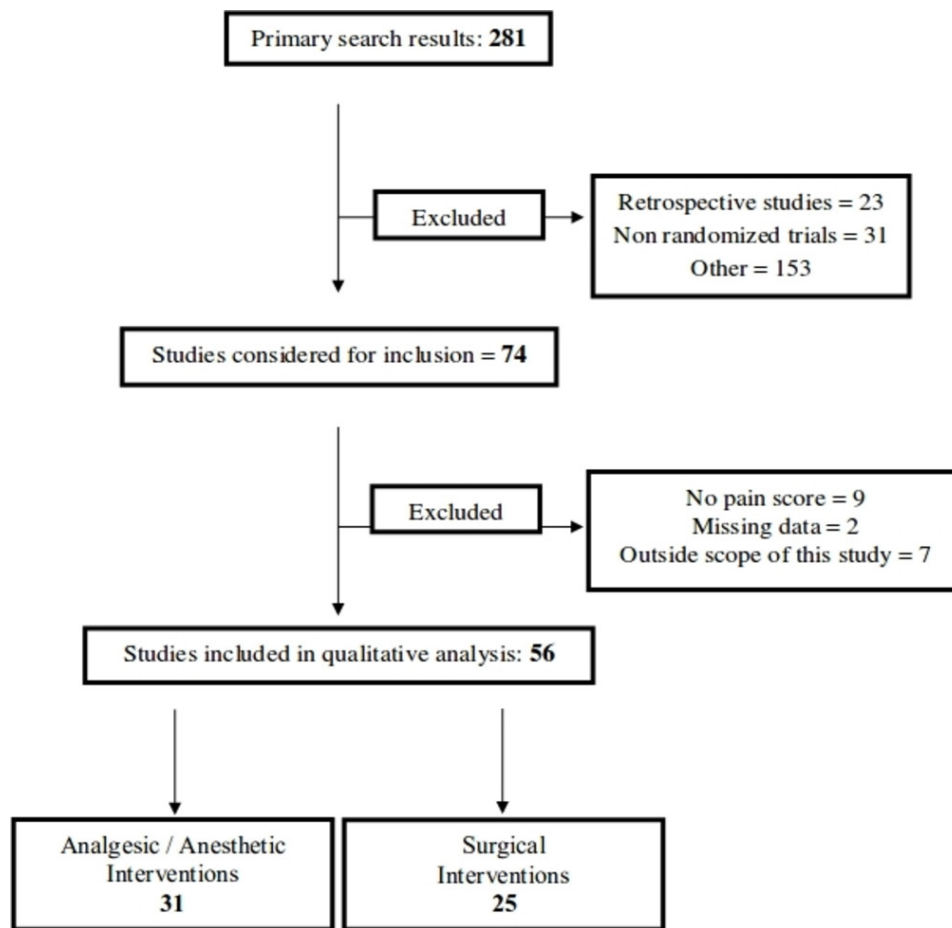 Primary search results: 281
Excluded
Retrospective studies = 23
Non randomized trials = 31
Other = 153
Studies considered for inclusion = 74
Excluded
No pain score = 9
Missing data = 2
Outside scope of this study = 7
Studies included in qualitative analysis: 56
Analgesic / Anesthetic
Interventions
31
Surgical
Interventions
25